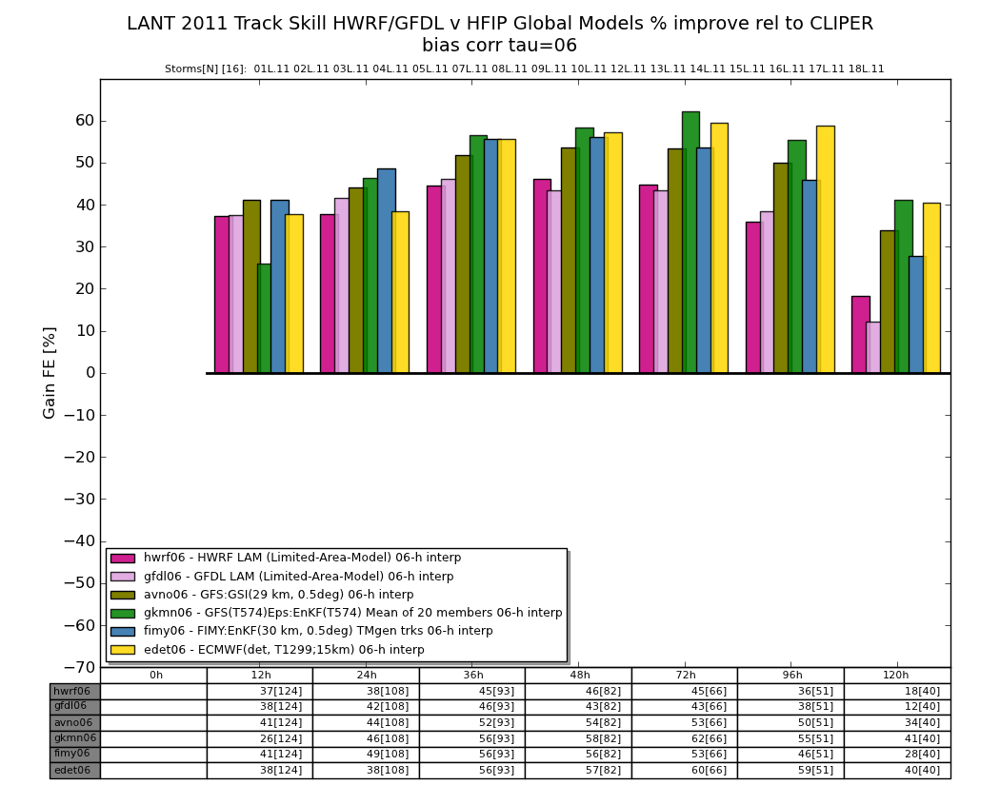 LANT 2011 Track Skill HWRF/GFDL v HFIP Global Models % improve rel to CLIPER
bias corr tau=06
Storms[N] [16]: 01L.11 02L.11 03L.11 04L.11 05L.11 07L.11 08L.11 09L.11 10L.11 12L.11 13L.11 14L.11 15L.11 16L.11 17L.11 18L.11
60
50
40
30
20
10
0
−10
−20
−30
−40
−50
−60
−70
Gain FE [%]
hwrf06 - HWRF LAM (Limited-Area-Model) 06-h interp
gfdl06 - GFDL LAM (Limited-Area-Model) 06-h interp
avno06 - GFS:GSI(29 km, 0.5deg) 06-h interp
gkmn06 - GFS(T574)Eps:EnKF(T574) Mean of 20 members 06-h interp
fimy06 - FIMY:EnKF(30 km, 0.5deg) TMgen trks 06-h interp
edet06 - ECMWF(det, T1299;15km) 06-h interp
0h 12h 24h 36h 48h 72h 96h 120h
hwrf06 37[124] 38[108] 45[93] 46[82] 45[66] 36[51] 18[40]
gfdl06 38[124] 42[108] 46[93] 43[82] 43[66] 38[51] 12[40]
avno06 41[124] 44[108] 52[93] 54[82] 53[66] 50[51] 34[40]
gkmn06 26[124] 46[108] 56[93] 58[82] 62[66] 55[51] 41[40]
fimy06 41[124] 49[108] 56[93] 56[82] 53[66] 46[51] 28[40]
edet06 38[124] 38[108] 56[93] 57[82] 60[66] 59[51] 40[40]